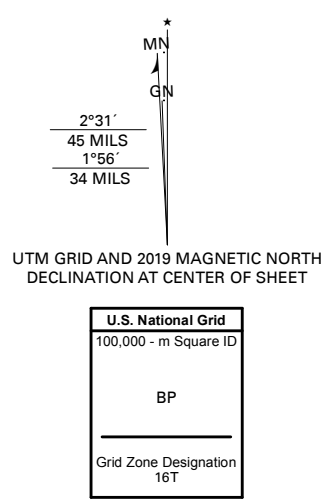 ★
MN
GN
2°31´
45 MILS
1°56´
34 MILS
UTM GRID AND 2019 MAGNETIC NORTH
DECLINATION AT CENTER OF SHEET
U.S. National Grid
100,000 - m Square ID
BP
Grid Zone Designation
16T